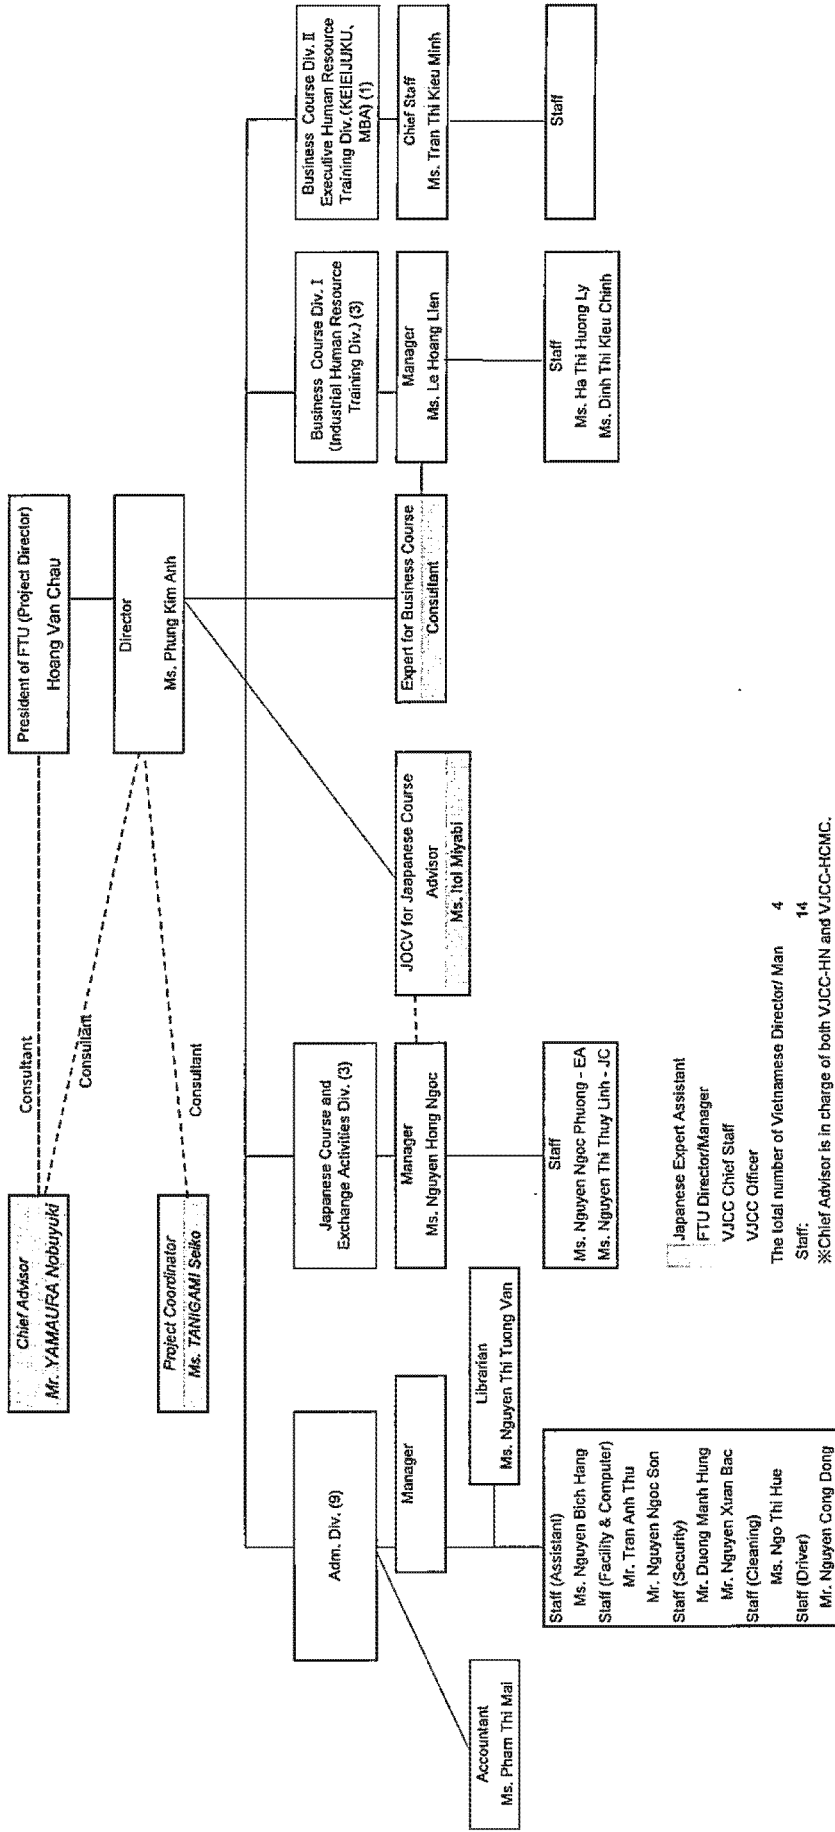 President of FTU (Project Director)
Hoang Van Chau
Chief Advisor
Mr. YAMAURA Nobuyuki
Consultant
Consultant
Director
Ms. Phung Kim Anh
Project Coordinator
Ms. TANIGAMI Seiko
Consultant
Adm. Div. (9)
Japanese Course and
Exchange Activities Div. (3)
Business Course Div. I
(Industrial Human Resource
Training Div.) (3)
Business Course Div. II
Executive Human Resource
Training Div.(KEIEIJUKU、
MBA) (1)
Manager
Manager
Ms. Nguyen Hong Ngoc
JOCV for Jaapanese Course
Advisor
Ms. Itoi Miyabi
Expert for Business Course
Consultant
Manager
Ms. Le Hoang Lien
Chief Staff
Ms. Tran Thi Kieu Minh
Accountant
Ms. Pham Thi Mai
Librarian
Ms. Nguyen Thi Tuong Van
Staff (Assistant)
Ms. Nguyen Bich Hang
Staff (Facility & Computer)
Mr. Tran Anh Thu
Mr. Nguyen Ngoc Son
Staff (Security)
Mr. Duong Manh Hung
Mr. Nguyen Xuan Bac
Staff (Cleaning)
Ms. Ngo Thi Hue
Staff (Driver)
Mr. Nguyen Cong Dong
Staff
Ms. Nguyen Ngoc Phuong - EA
Ms. Nguyen Thi Thuy Linh - JC
Staff
Ms. Ha Thi Huong Ly
Ms. Dinh Thi Kieu Chinh
Staff
Japanese Expert Assistant
FTU Director/Manager
VJCC Chief Staff
VJCC Officer
The total number of Vietnamese Director/ Man 4
Staff: 14
※Chief Advisor is in charge of both VJCC-HN and VJCC-HCMC.